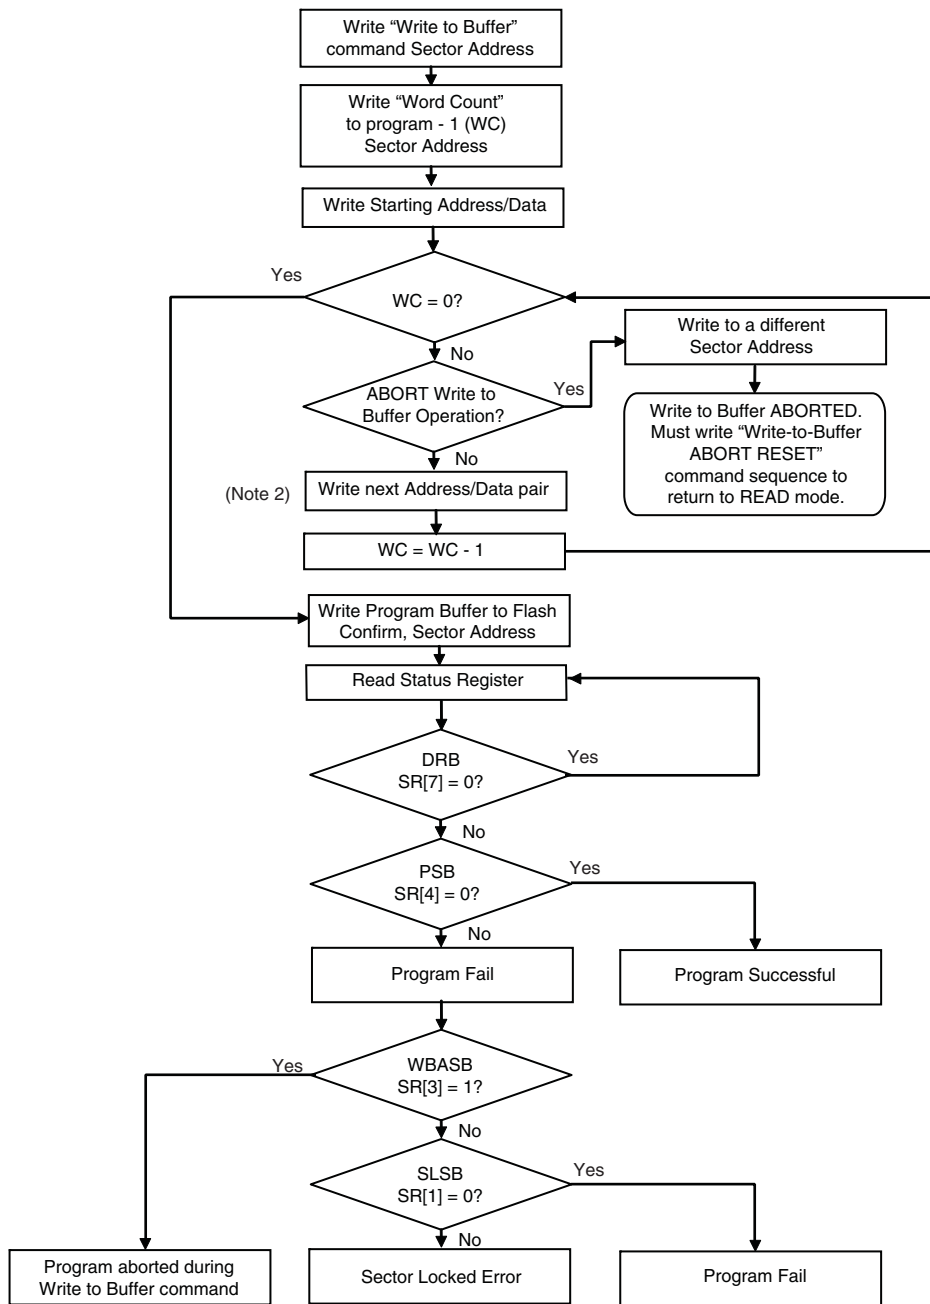 Write “Write to Buffer”
command Sector Address
Write “Word Count”
to program - 1 (WC)
Sector Address
Write Starting Address/Data
Yes
WC = 0?
No
ABORT Write to
Buffer Operation?
Yes
Write to a different
Sector Address
Write to Buffer ABORTED.
Must write “Write-to-Buffer
ABORT RESET”
command sequence to
return to READ mode.
No
(Note 2)
Write next Address/Data pair
WC = WC - 1
Write Program Buffer to Flash
Confirm, Sector Address
Read Status Register
DRB
SR[7] = 0?
Yes
No
PSB
SR[4] = 0?
Yes
No
Program Fail
Program Successful
Yes
WBASB
SR[3] = 1?
No
SLSB
SR[1] = 0?
Yes
No
Program aborted during
Write to Buffer command
Sector Locked Error
Program Fail